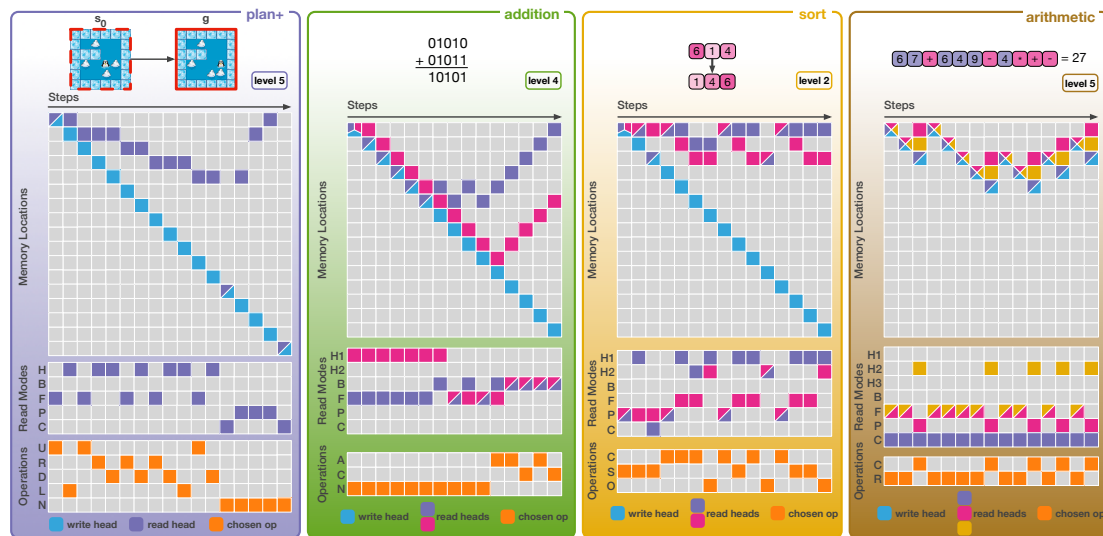 plan+
s0
g
level 5
Steps
Memory Locations
Read Modes
H
B
F
P
C
Operations
U
R
D
L
N
write head
read head
chosen op
addition
01010
+ 01011
10101
level 4
Steps
Memory Locations
Read Modes
H1
H2
B
F
P
C
Operations
A
C
N
write head
read heads
chosen op
sort
6 1 4
1 4 6
level 2
Steps
Memory Locations
Read Modes
H1
H2
B
F
P
C
Operations
C
S
O
write head
read heads
chosen op
arithmetic
6 7 + 6 4 9 - 4 * + - = 27
level 5
Steps
Memory Locations
Read Modes
H1
H2
H3
B
F
P
C
Operations
C
R
write head
read heads
chosen op